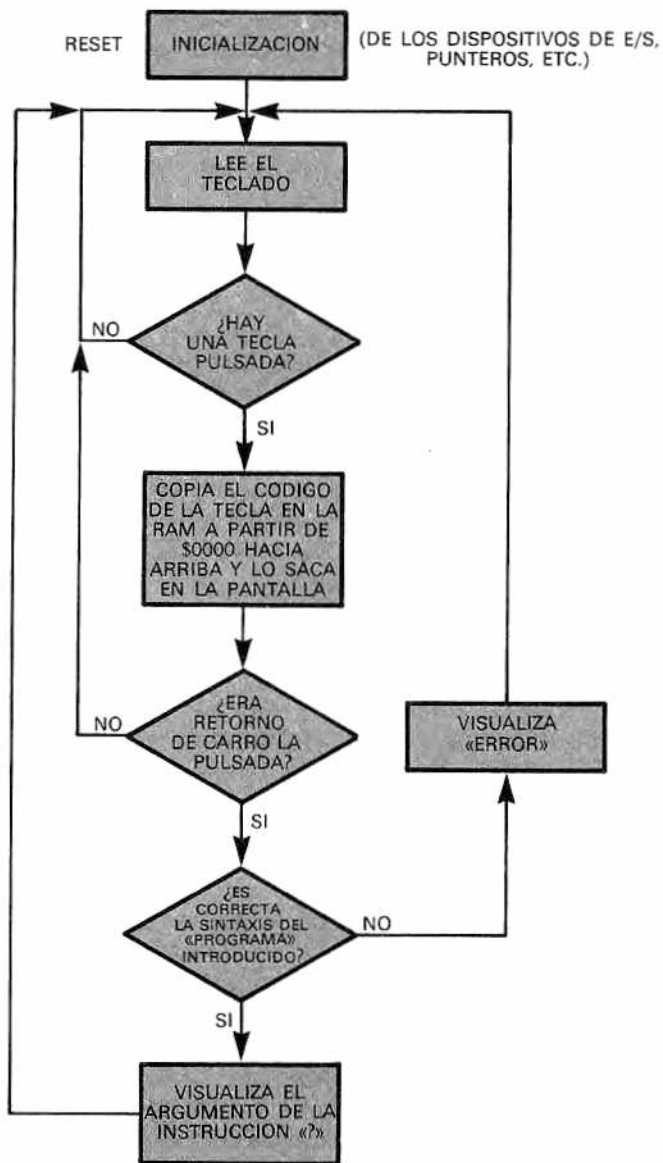 RESET
INICIALIZACION
(DE LOS DISPOSITIVOS DE E/S,
PUNTEROS, ETC.)
LEE EL
TECLADO
¿HAY
UNA TECLA
PULSADA?
NO
SI
COPIA EL CODIGO
DE LA TECLA EN LA
RAM A PARTIR DE
$0000 HACIA
ARRIBA Y LO SACA
EN LA PANTALLA
¿ERA
RETORNO
DE CARRO LA
PULSADA?
NO
VISUALIZA
«ERROR»
SI
¿ES
CORRECTA
LA SINTAXIS DEL
«PROGRAMA»
INTRODUCIDO?
NO
SI
VISUALIZA EL
ARGUMENTO DE LA
INSTRUCCION «?»